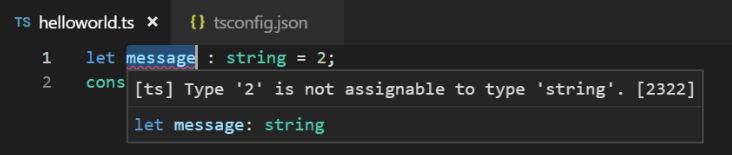 TS helloworld.ts × {} tsconfig.json
1 let message : string = 2;
2 cons
[ts] Type '2' is not assignable to type 'string'. [2322]
let message: string